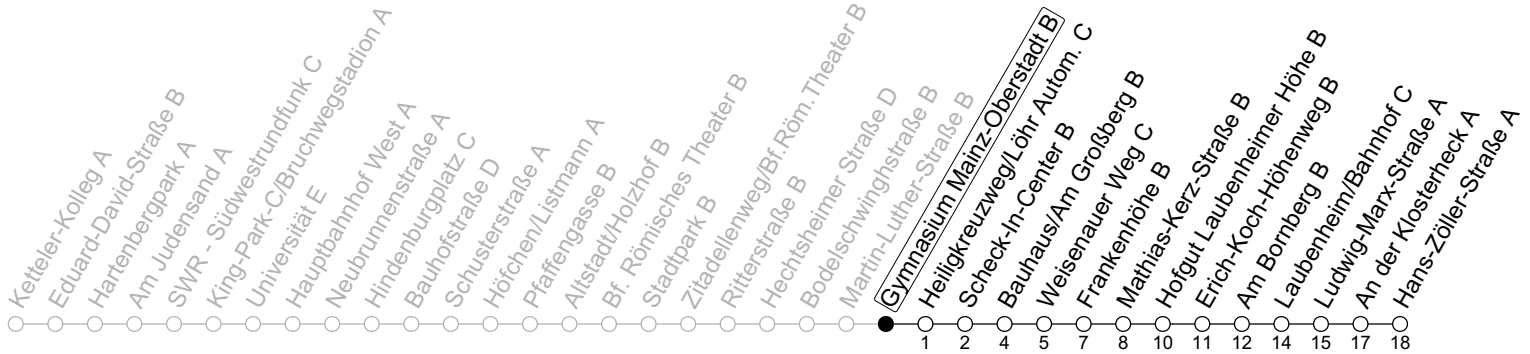 Ketteler-Kolleg A
Eduard-David-Straße B
Hartenbergpark A
Am Judensand A
SWR - Südwestrundfunk C
King-Park-C/Bruchwegstadion A
Universität E
Hauptbahnhof West A
Neubrunnenstraße A
Hindenburgplatz C
Bauhofstraße D
Schusterstraße A
Höfchen/Listmann A
Pfaffengasse B
Altstadt/Holzhof B
Bf. Römisches Theater B
Stadtpark B
Zitadellenweg/Bf.Röm.Theater B
Ritterstraße B
Hechtsheimer Straße D
Bodelschwinghstraße B
Martin-Luther-Straße B
Gymnasium Mainz-Oberstadt B
Heiligkreuzweg/Löhr Autom. C
Scheck-In-Center B
Bauhaus/Am Großberg B
Weisenauer Weg C
Frankenhöhe B
Mathias-Kerz-Straße B
Hofgut Laubenheimer Höhe B
Erich-Koch-Höhenweg B
Am Bornberg B
Laubenheim/Bahnhof C
Ludwig-Marx-Straße A
An der Klosterheck A
Hans-Zöller-Straße A
1 2 4 5 7 8 10 11 12 14 15 17 18